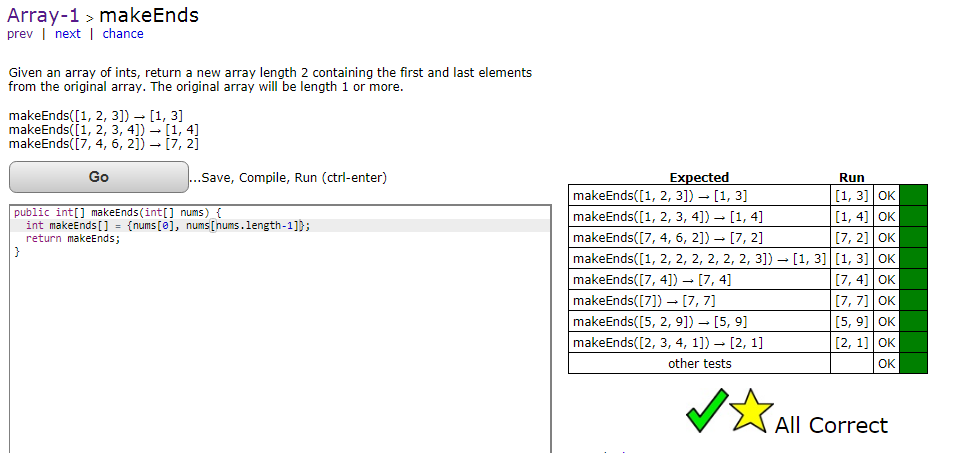 Array-1 > makeEnds
prev | next | chance
Given an array of ints, return a new array length 2 containing the first and last elements
from the original array. The original array will be length 1 or more.
makeEnds([1, 2, 3]) → [1, 3]
makeEnds([1, 2, 3, 4]) → [1, 4]
makeEnds([7, 4, 6, 2]) → [7, 2]
Go ...Save, Compile, Run (ctrl-enter)
public int[] makeEnds(int[] nums) {
  int makeEnds[] = {nums[0], nums[nums.length-1]};
  return makeEnds;
}
Expected Run
makeEnds([1, 2, 3]) → [1, 3] [1, 3] OK
makeEnds([1, 2, 3, 4]) → [1, 4] [1, 4] OK
makeEnds([7, 4, 6, 2]) → [7, 2] [7, 2] OK
makeEnds([1, 2, 2, 2, 2, 2, 2, 3]) → [1, 3] [1, 3] OK
makeEnds([7, 4]) → [7, 4] [7, 4] OK
makeEnds([7]) → [7, 7] [7, 7] OK
makeEnds([5, 2, 9]) → [5, 9] [5, 9] OK
makeEnds([2, 3, 4, 1]) → [2, 1] [2, 1] OK
other tests OK
All Correct